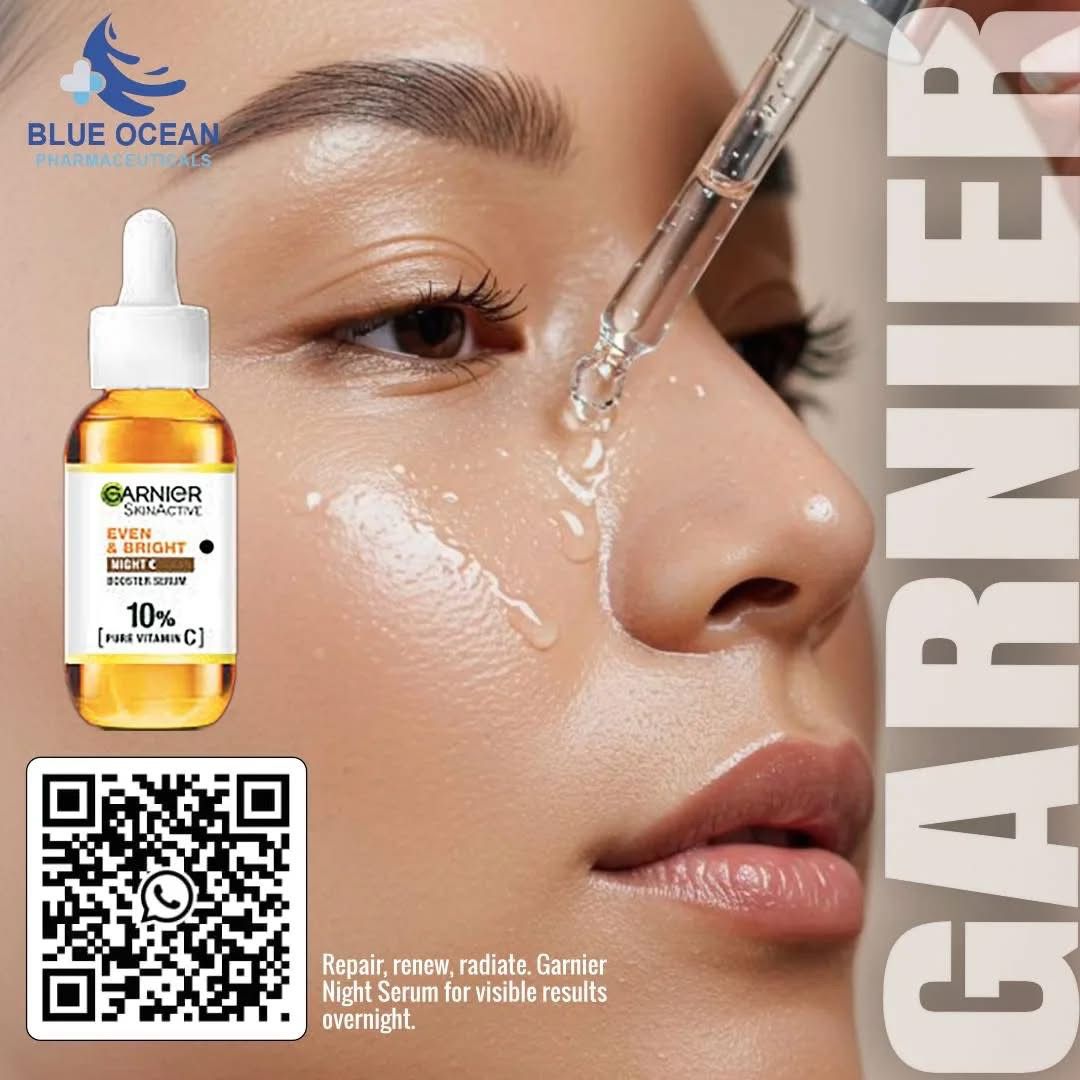 BLUE OCEAN
PHARMACEUTICALS
GARNIER
SKINACTIVE
EVEN
& BRIGHT
NIGHT C
BOOSTER SERUM
10%
[PURE VITAMIN C]
Repair, renew, radiate. Garnier
Night Serum for visible results
overnight.
GARNIER